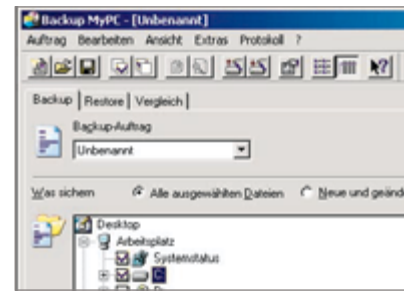 Backup MyPC - [Unbenannt]
Auftrag Bearbeiten Ansicht Extras Protokoll ?
Backup Restore Vergleich
Backup-Auftrag
Unbenannt
Was sichern Alle ausgewählten Dateien Neue und geänd
Desktop
Arbeitsplatz
Systemstatus
C: